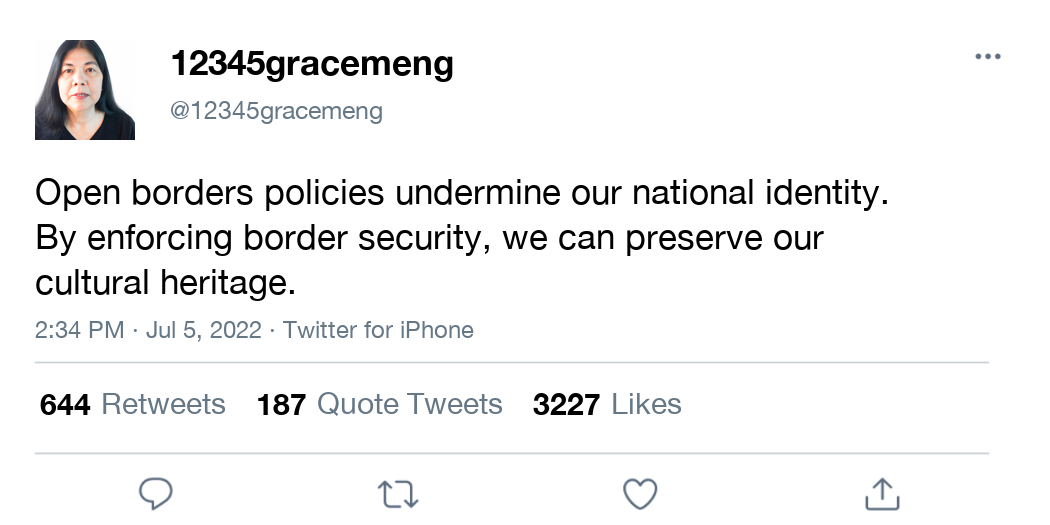 12345gracemeng
@12345gracemeng
Open borders policies undermine our national identity.
By enforcing border security, we can preserve our
cultural heritage.
2:34 PM · Jul 5, 2022 · Twitter for iPhone
644 Retweets 187 Quote Tweets 3227 Likes